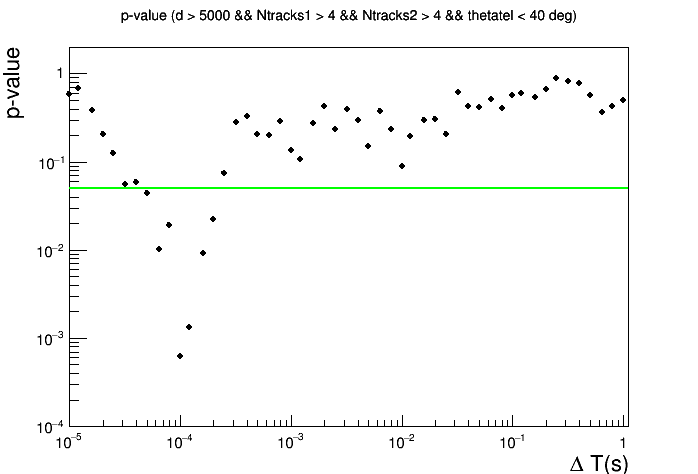 p-value (d > 5000 && Ntracks1 > 4 && Ntracks2 > 4 && thetatel < 40 deg)
p-value
1
10⁻¹
10⁻²
10⁻³
10⁻⁴
10⁻⁵ 10⁻⁴ 10⁻³ 10⁻² 10⁻¹ 1
Δ T(s)